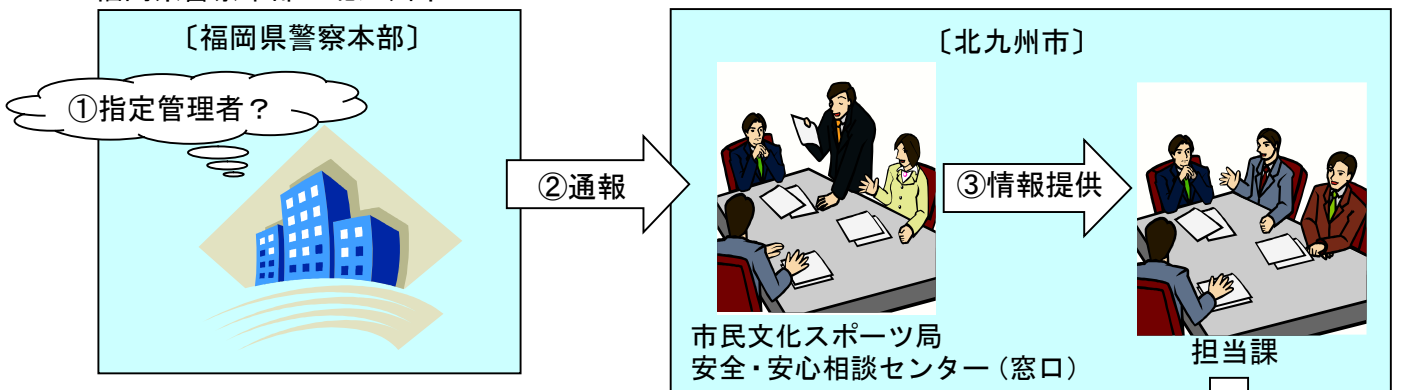 〔福岡県警察本部〕
①指定管理者？
②通報
〔北九州市〕
③情報提供
市民文化スポーツ局
安全・安心相談センター（窓口）
担当課